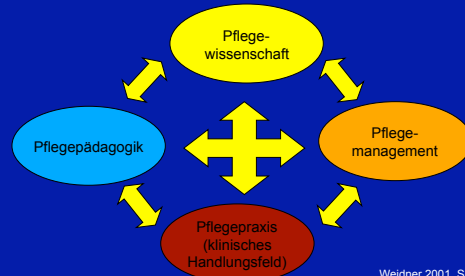 Pflege-
wissenschaft
Pflegepädagogik
Pflege-
management
Pflegepraxis
(klinisches
Handlungsfeld)
Weidner 2001, S